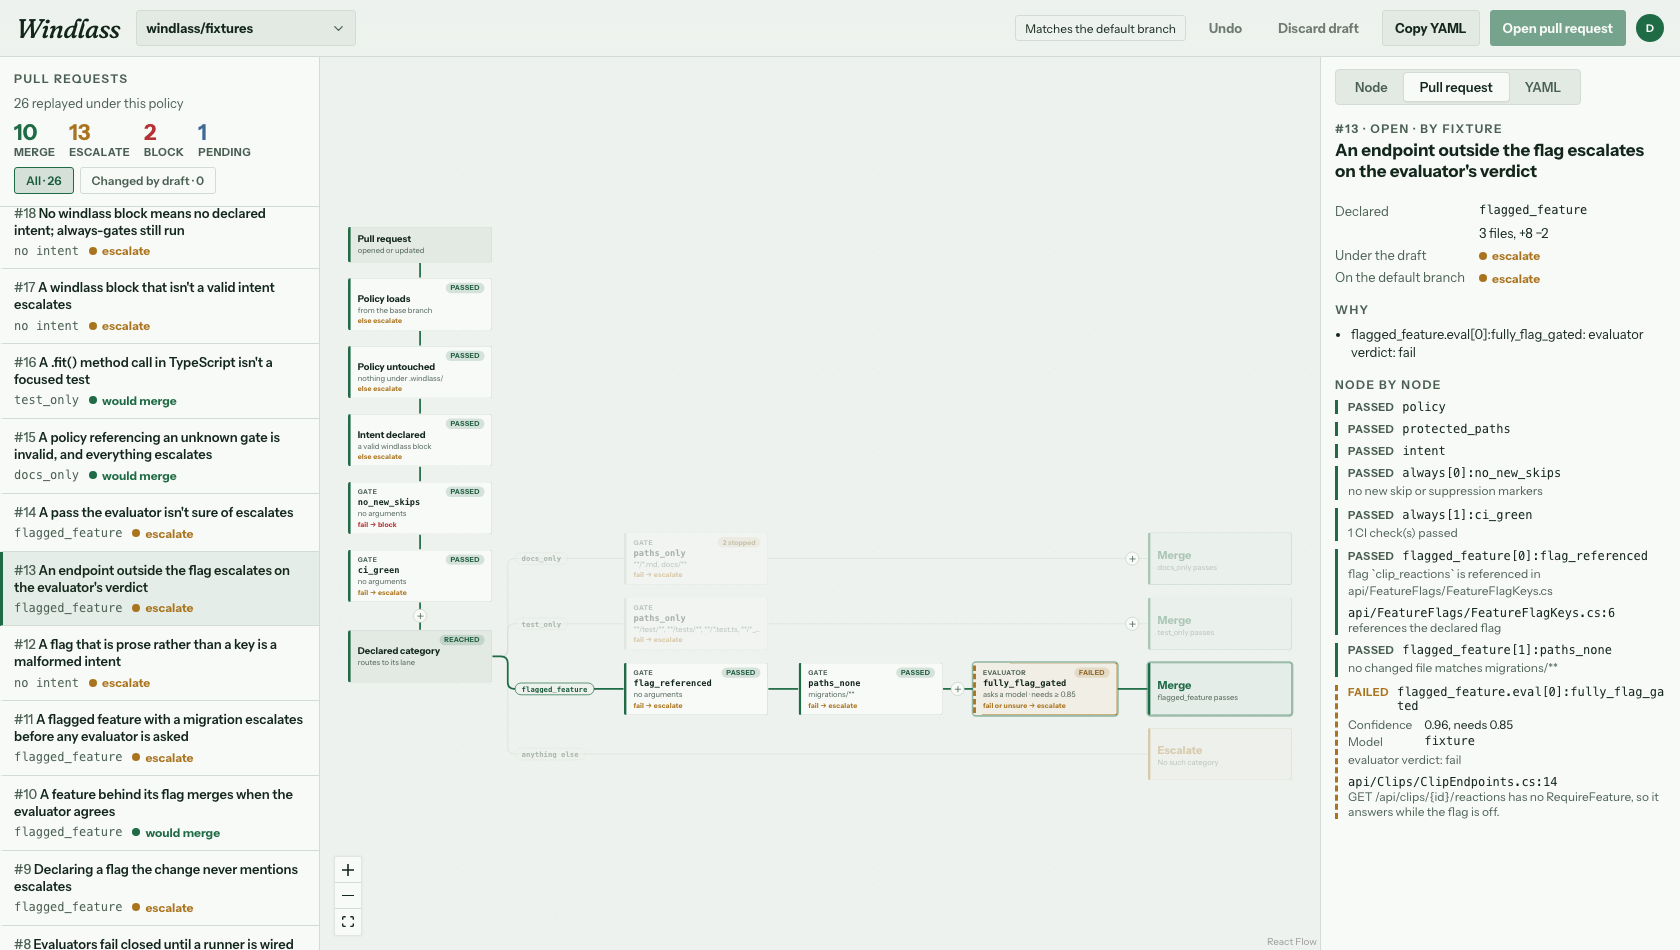 Windlass
windlass/fixtures
Matches the default branch
Undo
Discard draft
Copy YAML
Open pull request
D
PULL REQUESTS
26 replayed under this policy
10
MERGE
13
ESCALATE
2
BLOCK
1
PENDING
All · 26
Changed by draft · 0
#18 No windlass block means no declared
intent; always-gates still run
no intent escalate
#17 A windlass block that isn't a valid intent
escalates
no intent escalate
#16 A .fit() method call in TypeScript isn't a
focused test
test_only would merge
#15 A policy referencing an unknown gate is
invalid, and everything escalates
docs_only would merge
#14 A pass the evaluator isn't sure of escalates
flagged_feature escalate
#13 An endpoint outside the flag escalates on
the evaluator's verdict
flagged_feature escalate
#12 A flag that is prose rather than a key is a
malformed intent
no intent escalate
#11 A flagged feature with a migration escalates
before any evaluator is asked
flagged_feature escalate
#10 A feature behind its flag merges when the
evaluator agrees
flagged_feature would merge
#9 Declaring a flag the change never mentions
escalates
flagged_feature escalate
#8 Evaluators fail closed until a runner is wired
Pull request
opened or updated
PASSED
Policy loads
from the base branch
else escalate
PASSED
Policy untouched
nothing under .windlass/
else escalate
PASSED
Intent declared
a valid windlass block
else escalate
GATE PASSED
no_new_skips
no arguments
fail → block
GATE PASSED
ci_green
no arguments
fail → escalate
+
REACHED
Declared category
routes to its lane
docs_only
GATE 2 stopped
paths_only
**/*.md, docs/**
fail → escalate
+
Merge
docs_only passes
test_only
GATE
paths_only
**/test/**, **/tests/**, **/*.test.ts, **/*_…
fail → escalate
+
Merge
test_only passes
flagged_feature
GATE PASSED
flag_referenced
no arguments
fail → escalate
GATE PASSED
paths_none
migrations/**
fail → escalate
+
EVALUATOR FAILED
fully_flag_gated
asks a model · needs ≥ 0.85
fail or unsure → escalate
Merge
flagged_feature passes
anything else
Escalate
No such category
React Flow
Node
Pull request
YAML
#13 · OPEN · BY FIXTURE
An endpoint outside the flag escalates
on the evaluator's verdict
Declared flagged_feature
3 files, +8 −2
Under the draft escalate
On the default branch escalate
WHY
• flagged_feature.eval[0]:fully_flag_gated: evaluator
verdict: fail
NODE BY NODE
PASSED policy
PASSED protected_paths
PASSED intent
PASSED always[0]:no_new_skips
no new skip or suppression markers
PASSED always[1]:ci_green
1 CI check(s) passed
PASSED flagged_feature[0]:flag_referenced
flag `clip_reactions` is referenced in
api/FeatureFlags/FeatureFlagKeys.cs
api/FeatureFlags/FeatureFlagKeys.cs:6
references the declared flag
PASSED flagged_feature[1]:paths_none
no changed file matches migrations/**
FAILED flagged_feature.eval[0]:fully_flag_ga
ted
Confidence 0.96, needs 0.85
Model fixture
evaluator verdict: fail
api/Clips/ClipEndpoints.cs:14
GET /api/clips/{id}/reactions has no RequireFeature, so it
answers while the flag is off.